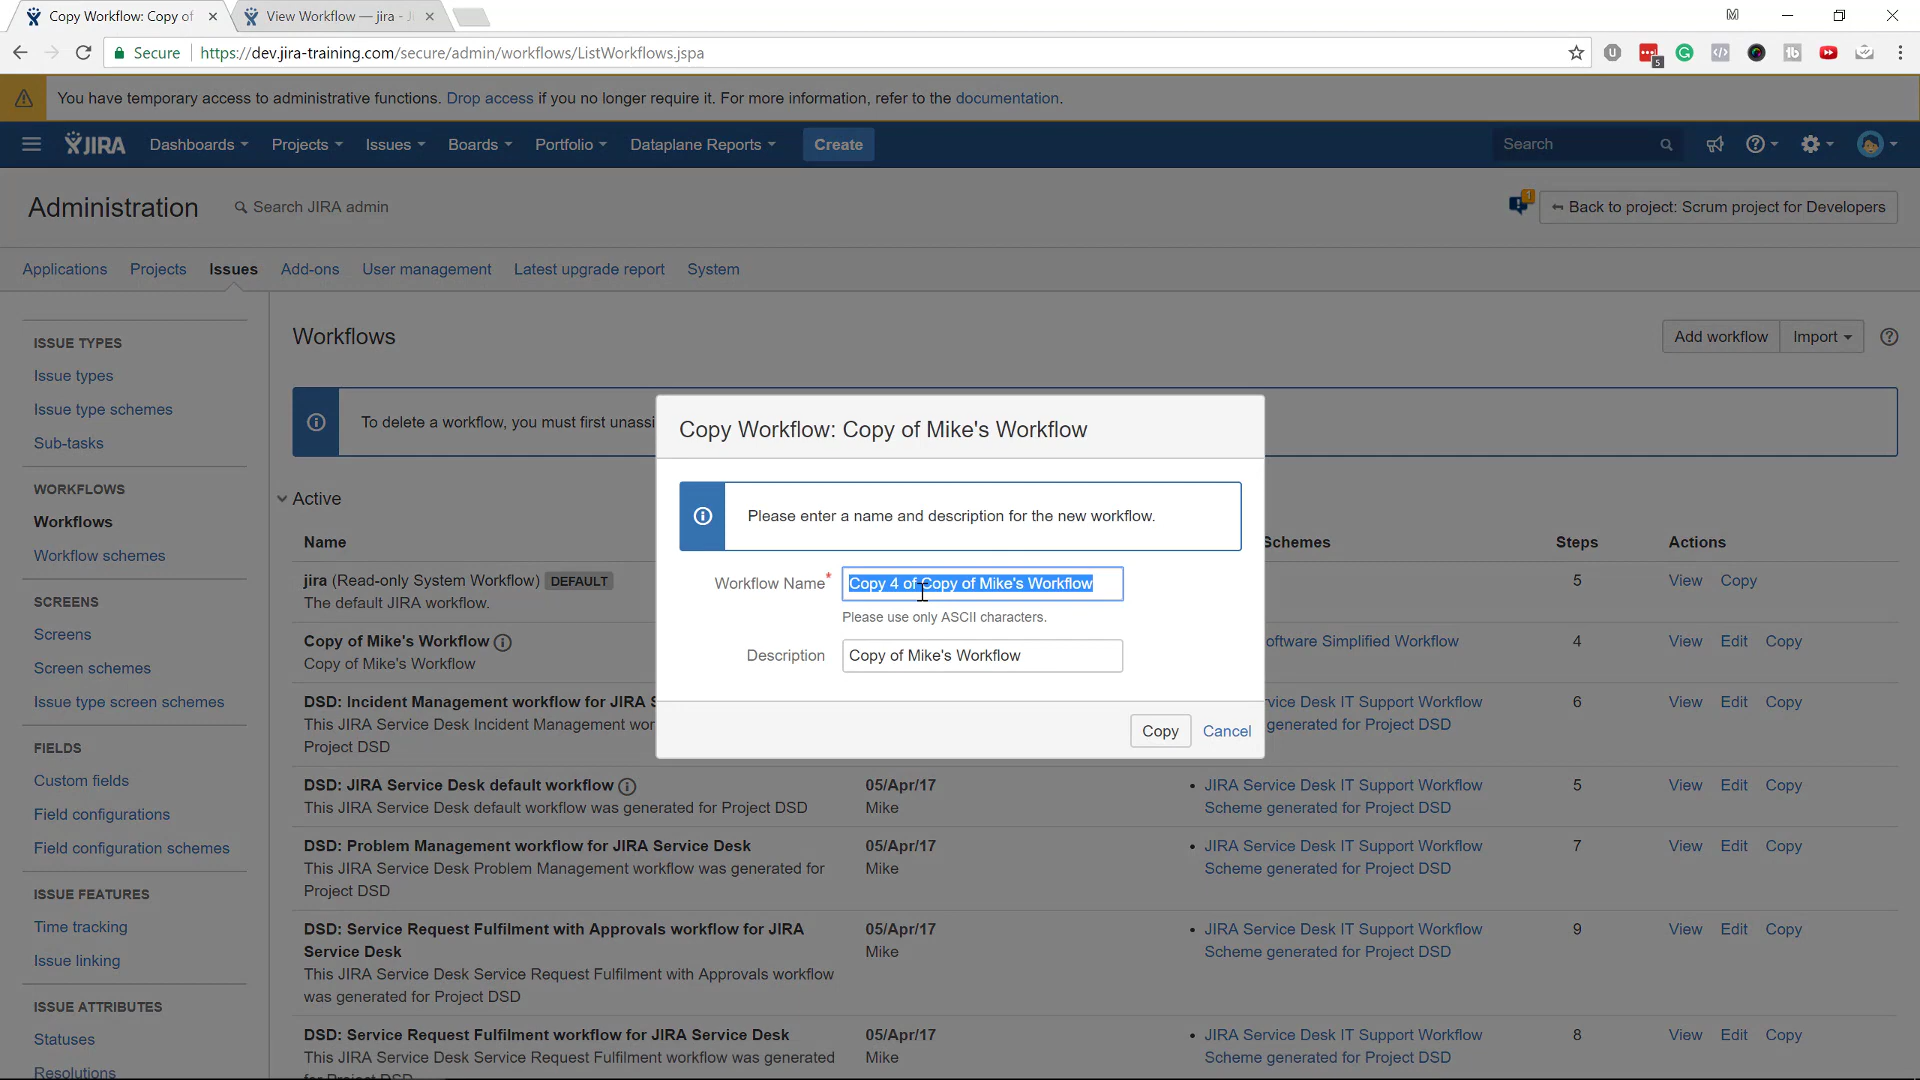 Copy Workflow: Copy of
View Workflow — jira - J
Secure
https://dev.jira-training.com/secure/admin/workflows/ListWorkflows.jspa
5
You have temporary access to administrative functions. Drop access if you no longer require it. For more information, refer to the documentation.
JIRA
Dashboards
Projects
Issues
Boards
Portfolio
Dataplane Reports
Create
Search
Administration
Search JIRA admin
1
Back to project: Scrum project for Developers
Applications
Projects
Issues
Add-ons
User management
Latest upgrade report
System
ISSUE TYPES
Issue types
Issue type schemes
Sub-tasks
WORKFLOWS
Workflows
Workflow schemes
SCREENS
Screens
Screen schemes
Issue type screen schemes
FIELDS
Custom fields
Field configurations
Field configuration schemes
ISSUE FEATURES
Time tracking
Issue linking
ISSUE ATTRIBUTES
Statuses
Resolutions
Workflows
Add workflow
Import
To delete a workflow, you must first unassi
Active
Name
Schemes
Steps
Actions
jira (Read-only System Workflow) DEFAULT
The default JIRA workflow.
5
View Copy
Copy of Mike's Workflow
Copy of Mike's Workflow
oftware Simplified Workflow
4
View Edit Copy
DSD: Incident Management workflow for JIRA S
This JIRA Service Desk Incident Management wor
Project DSD
vice Desk IT Support Workflow
generated for Project DSD
6
View Edit Copy
DSD: JIRA Service Desk default workflow
This JIRA Service Desk default workflow was generated for Project DSD
05/Apr/17
Mike
• JIRA Service Desk IT Support Workflow
Scheme generated for Project DSD
5
View Edit Copy
DSD: Problem Management workflow for JIRA Service Desk
This JIRA Service Desk Problem Management workflow was generated for
Project DSD
05/Apr/17
Mike
• JIRA Service Desk IT Support Workflow
Scheme generated for Project DSD
7
View Edit Copy
DSD: Service Request Fulfilment with Approvals workflow for JIRA
Service Desk
This JIRA Service Desk Service Request Fulfilment with Approvals workflow
was generated for Project DSD
05/Apr/17
Mike
• JIRA Service Desk IT Support Workflow
Scheme generated for Project DSD
9
View Edit Copy
DSD: Service Request Fulfilment workflow for JIRA Service Desk
This JIRA Service Desk Service Request Fulfilment workflow was generated
for Project DSD
05/Apr/17
Mike
• JIRA Service Desk IT Support Workflow
Scheme generated for Project DSD
8
View Edit Copy
Copy Workflow: Copy of Mike's Workflow
Please enter a name and description for the new workflow.
Workflow Name*
Copy 4 of Copy of Mike's Workflow
Please use only ASCII characters.
Description
Copy of Mike's Workflow
Copy
Cancel